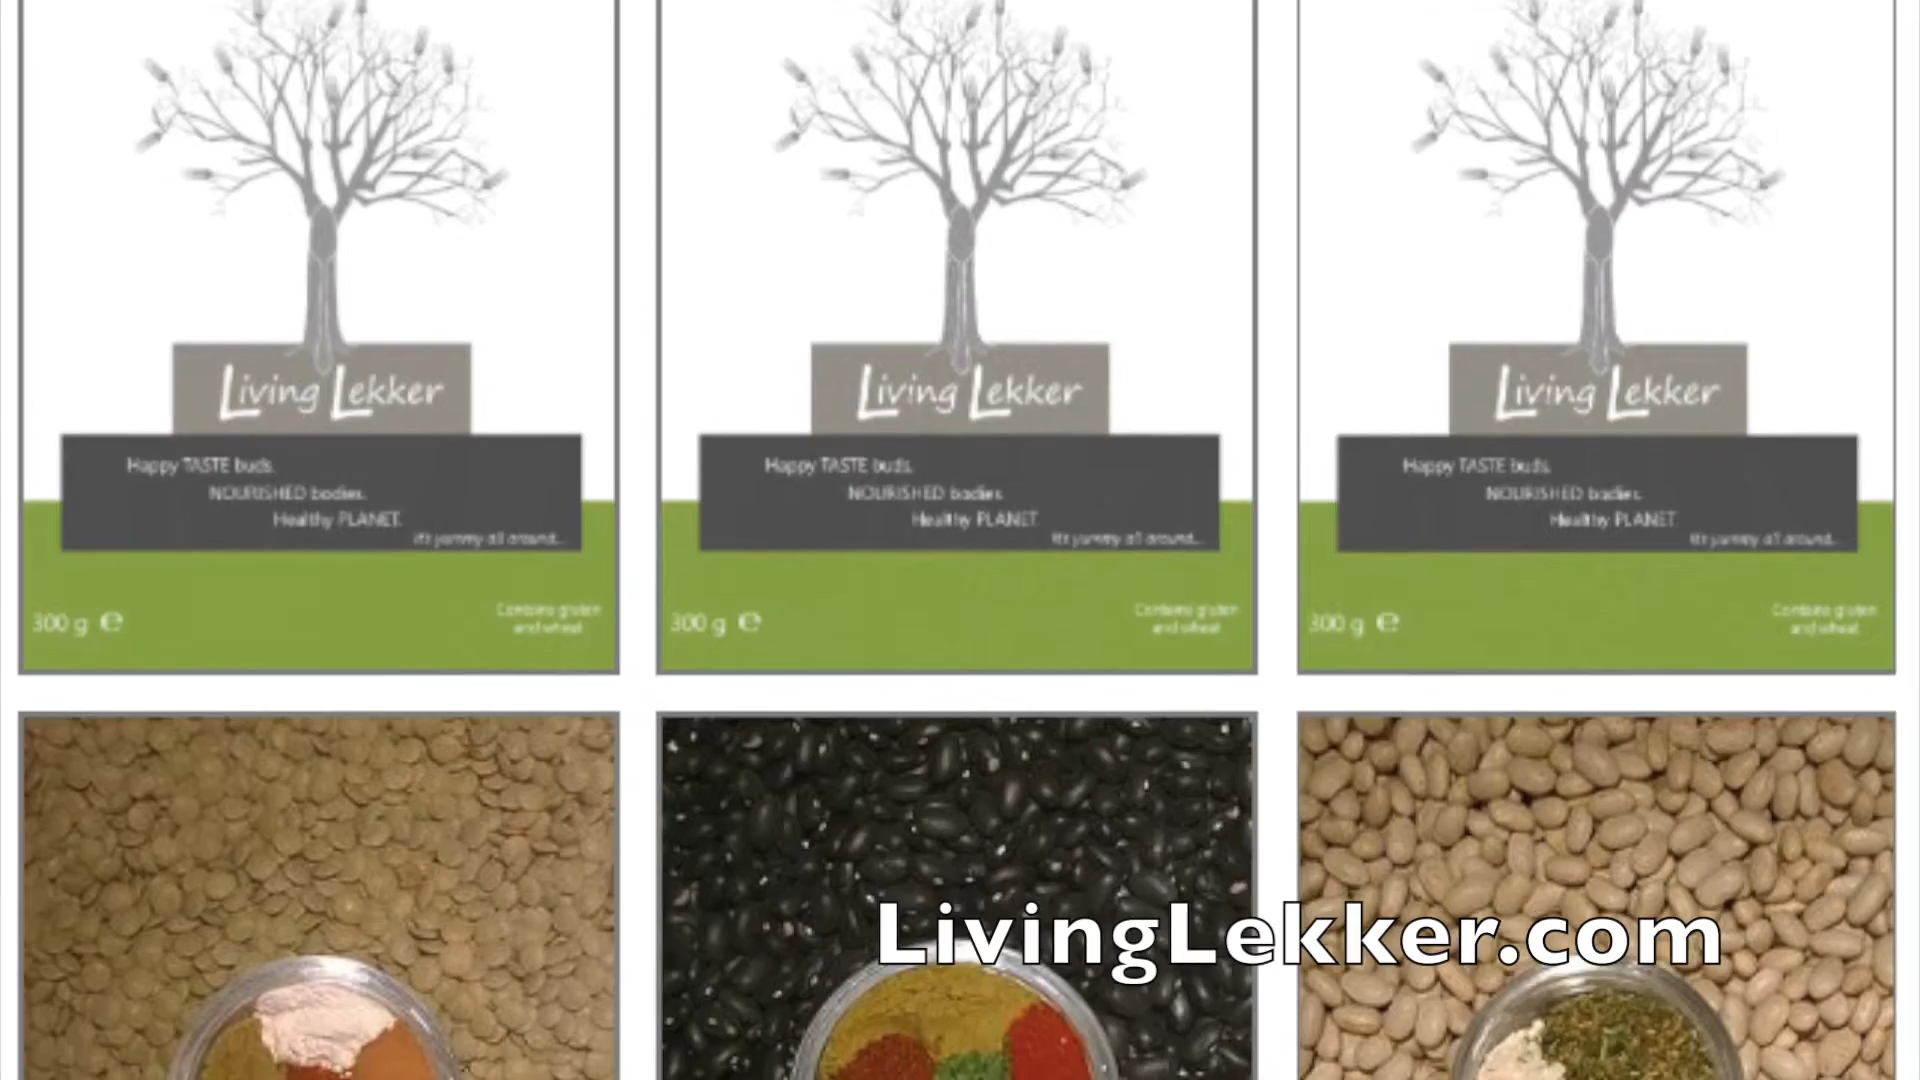 Living Lekker
Happy TASTE buds.
NOURISHED bodies.
Healthy PLANET.
it's yummy all around...
300 g ℮
Contains gluten
and wheat
Living Lekker
Happy TASTE buds.
NOURISHED bodies.
Healthy PLANET.
it's yummy all around...
300 g ℮
Contains gluten
and wheat
Living Lekker
Happy TASTE buds.
NOURISHED bodies.
Healthy PLANET.
it's yummy all around...
300 g ℮
Contains gluten
and wheat
LivingLekker.com